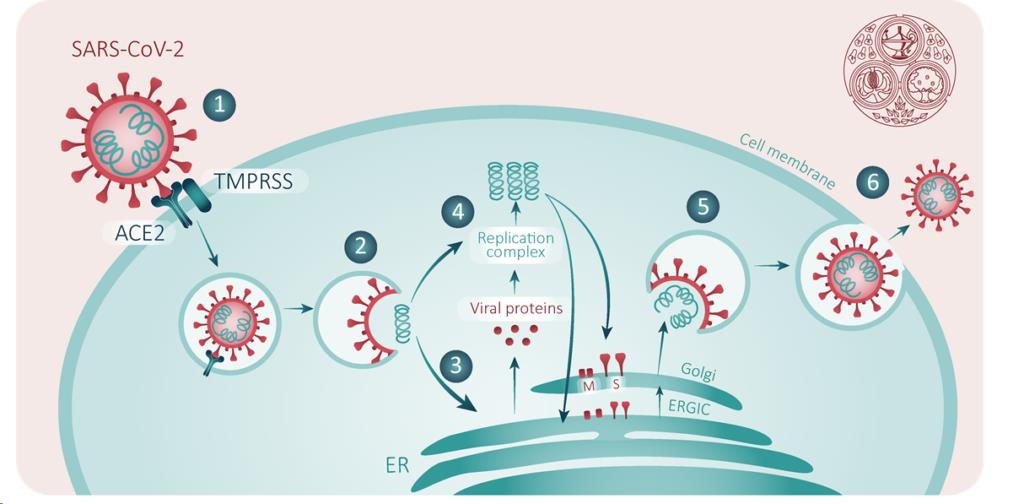 SARS-CoV-2
1
TMPRSS
ACE2
Cell membrane
6
2
4
Replication
complex
5
Viral proteins
3
M
S
Golgi
ERGIC
ER